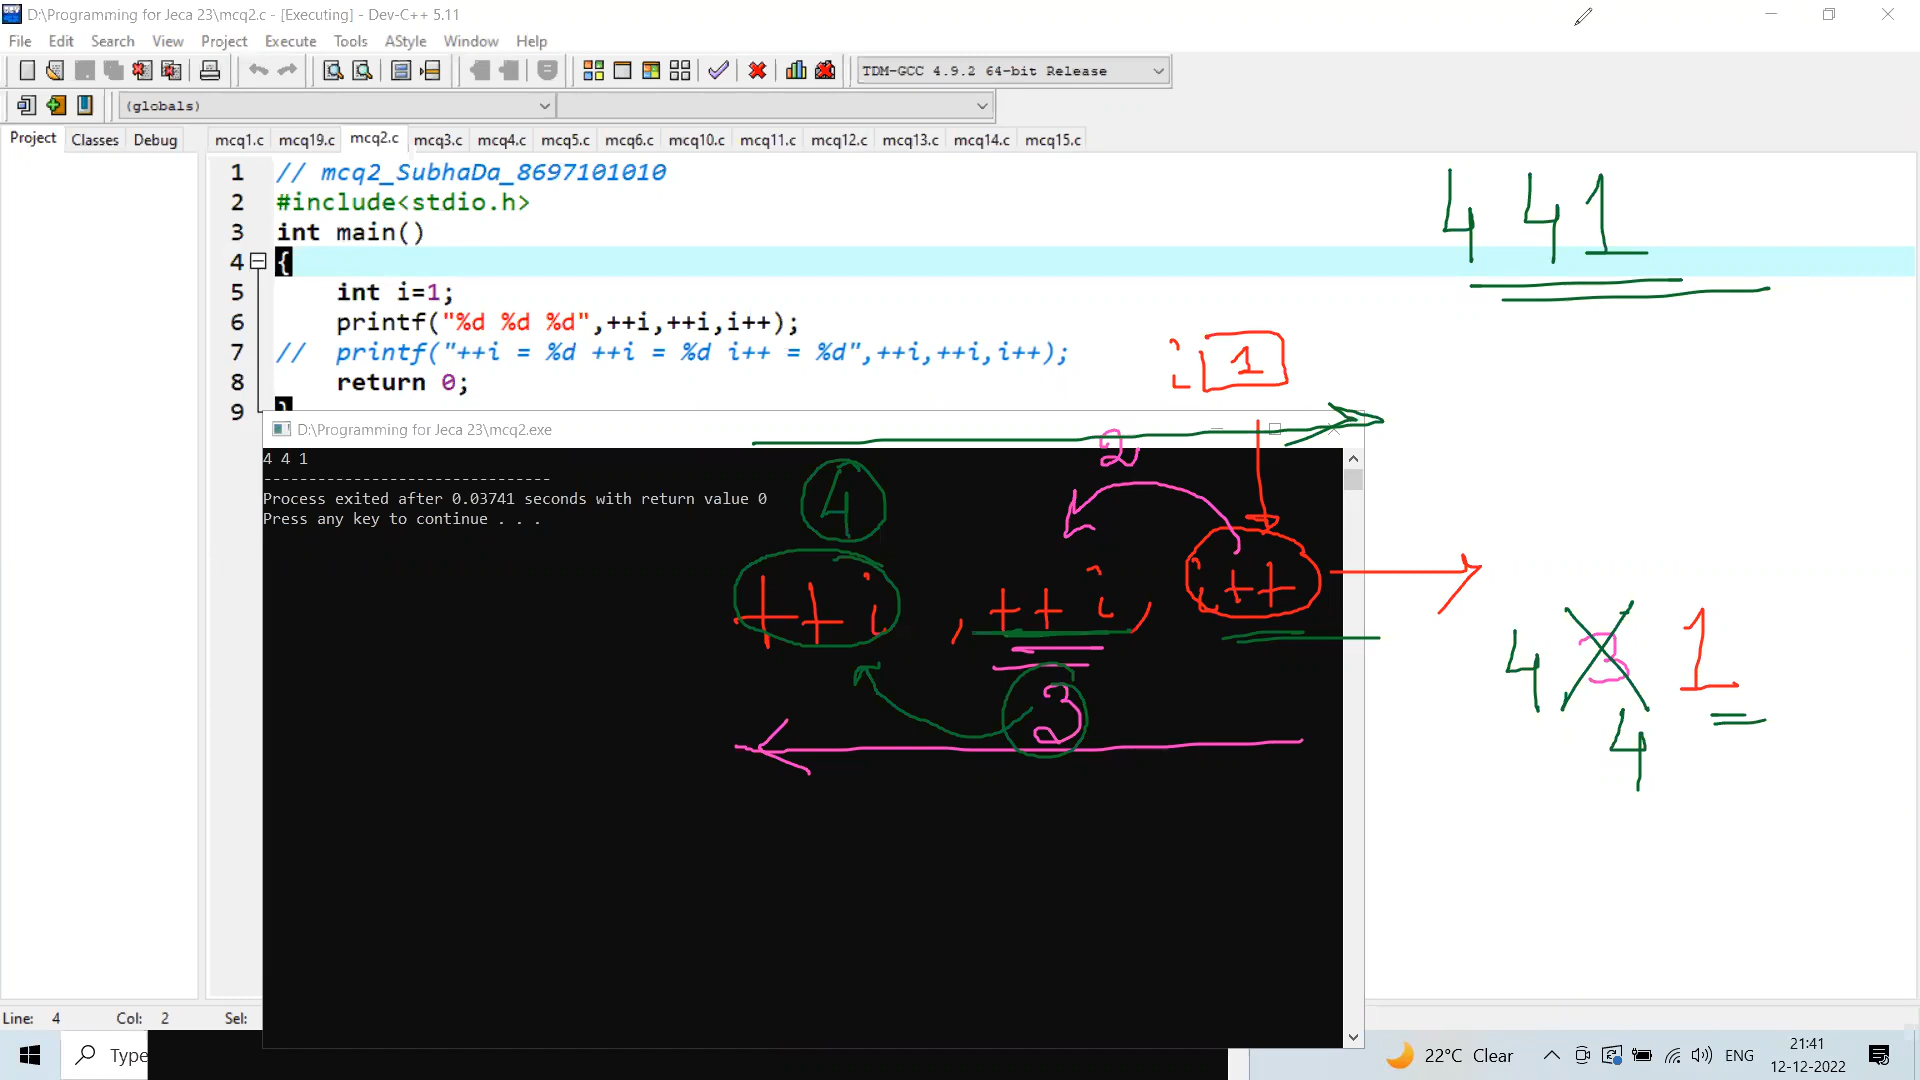 D:\Programming for Jeca 23\mcq2.c - [Executing] - Dev-C++ 5.11
File Edit Search View Project Execute Tools AStyle Window Help
TDM-GCC 4.9.2 64-bit Release
(globals)
Project Classes Debug mcq1.c mcq19.c mcq2.c mcq3.c mcq4.c mcq5.c mcq6.c mcq10.c mcq11.c mcq12.c mcq13.c mcq14.c mcq15.c
1 // mcq2_SubhaDa_8697101010
2 #include<stdio.h>
3 int main()
4 {
5 int i=1;
6 printf("%d %d %d",++i,++i,i++);
7 // printf("++i = %d ++i = %d i++ = %d",++i,++i,i++);
8 return 0;
9 }
4 4 1
i 1
D:\Programming for Jeca 23\mcq2.exe
4 4 1
-------------------------------
Process exited after 0.03741 seconds with return value 0
Press any key to continue . . .
2
4
++i , ++i , i++
3
4 3 1
4
Line: 4 Col: 2 Sel:
Type
22°C Clear
ENG
21:41
12-12-2022